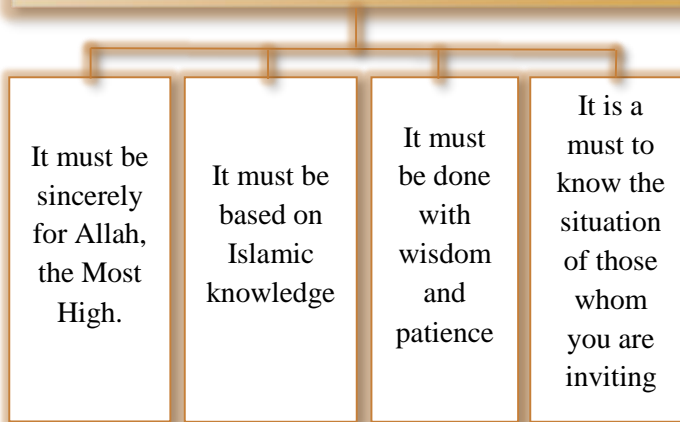 It must be
sincerely
for Allah,
the Most
High.
It must be
based on
Islamic
knowledge
It must
be done
with
wisdom
and
patience
It is a
must to
know the
situation
of those
whom
you are
inviting